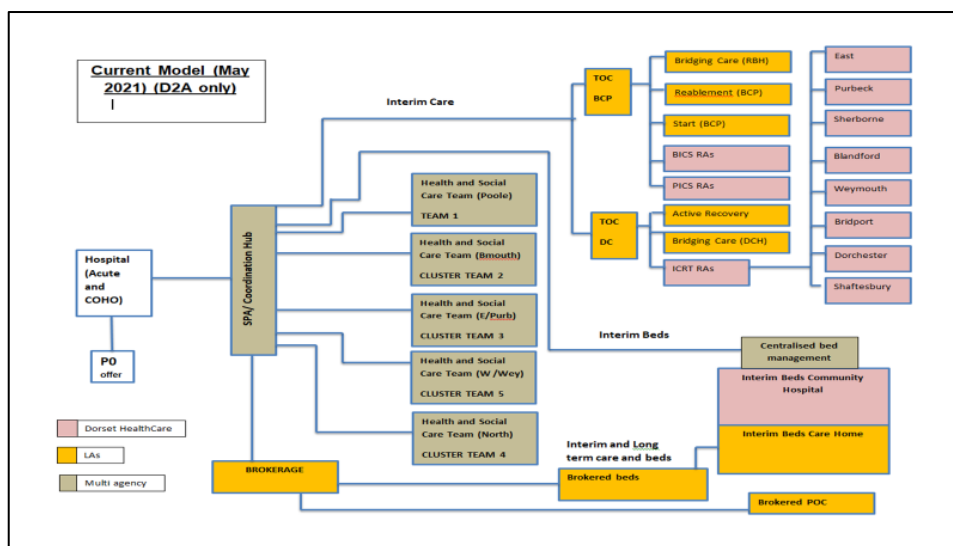 Current Model (May
2021) (D2A only)
Interim Care
TOC
BCP
Bridging Care (RBH)
Reablement (BCP)
Start (BCP)
BICS RAs
PICS RAs
TOC
DC
Active Recovery
Bridging Care (DCH)
ICRT RAs
East
Purbeck
Sherborne
Blandford
Weymouth
Bridport
Dorchester
Shaftesbury
Health and Social
Care Team (Poole)
TEAM 1
Health and Social
Care Team (Bmouth)
CLUSTER TEAM 2
Health and Social
Care Team (E/Purb)
CLUSTER TEAM 3
Health and Social
Care Team (W /Wey)
CLUSTER TEAM 5
Health and Social
Care Team (North)
CLUSTER TEAM 4
Hospital
(Acute
and
COHO)
SPA/ Coordination Hub
P0
offer
Interim Beds
Centralised bed
management
Interim Beds Community
Hospital
Interim Beds Care Home
Interim and Long
term care and beds
Brokered beds
BROKERAGE
Brokered POC
Dorset HealthCare
LAs
Multi agency